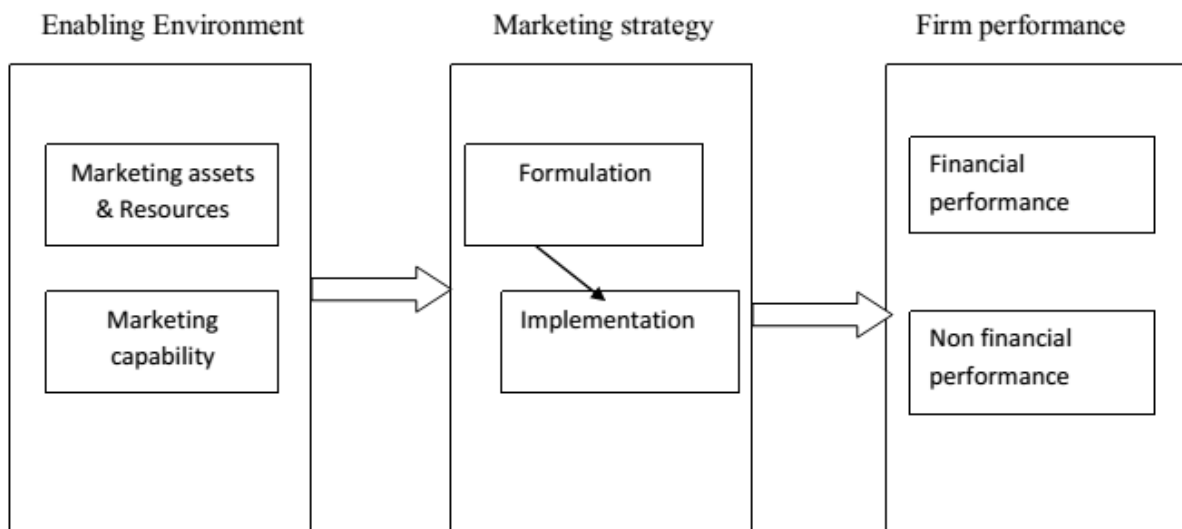 Enabling Environment
Marketing strategy
Firm performance
Marketing assets
& Resources
Marketing
capability
Formulation
Implementation
Financial
performance
Non financial
performance